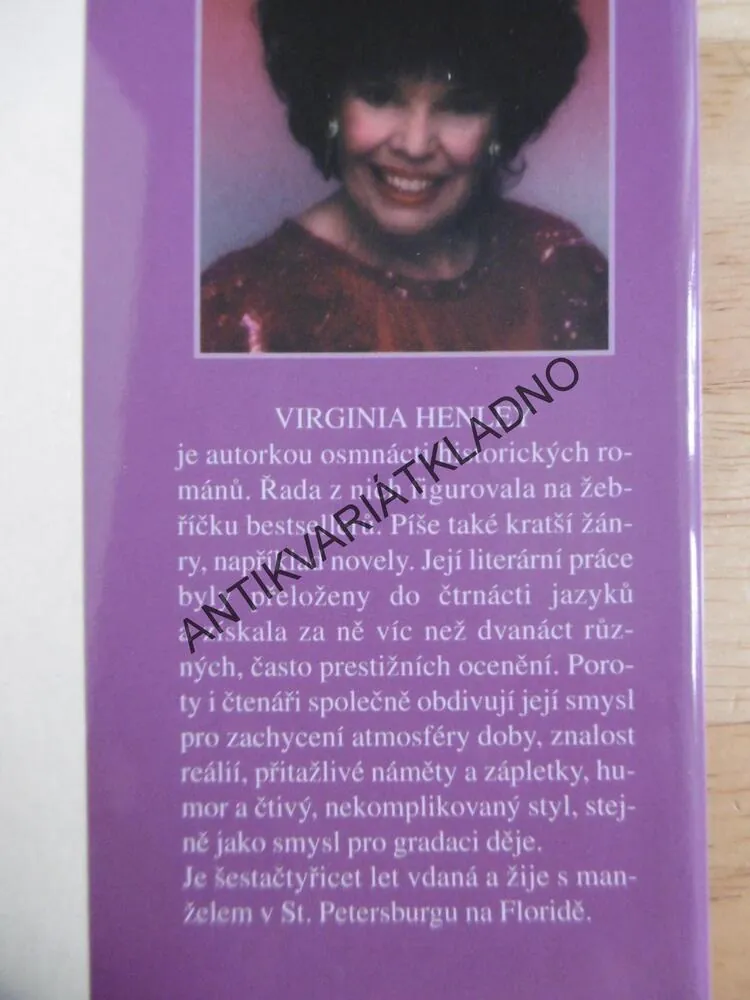 VIRGINIA HENLEY
je autorkou osmnácti historických ro-
mánů. Řada z nich figurovala na žeb-
říčku bestsellerů. Píše také kratší žán-
ry, například novely. Její literární práce
byly přeloženy do čtrnácti jazyků
a získala za ně víc než dvanáct růz-
ných, často prestižních ocenění. Poro-
ty i čtenáři společně obdivují její smysl
pro zachycení atmosféry doby, znalost
reálií, přitažlivé náměty a zápletky, hu-
mor a čtivý, nekomplikovaný styl, stej-
ně jako smysl pro gradaci děje.
Je šestačtyřicet let vdaná a žije s man-
želem v St. Petersburgu na Floridě.
ANTIKVARIÁTKLADNO